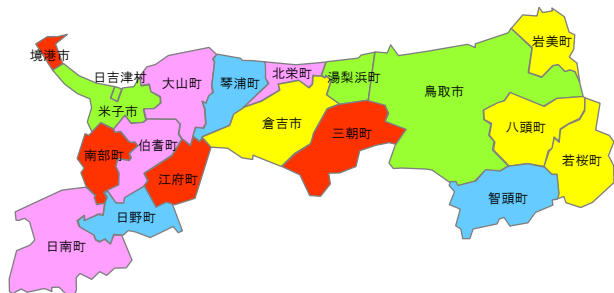 岩美町
境港市
日吉津村
大山町
琴浦町
北栄町
湯梨浜町
鳥取市
米子市
倉吉市
三朝町
八頭町
伯耆町
南部町
江府町
若桜町
智頭町
日野町
日南町